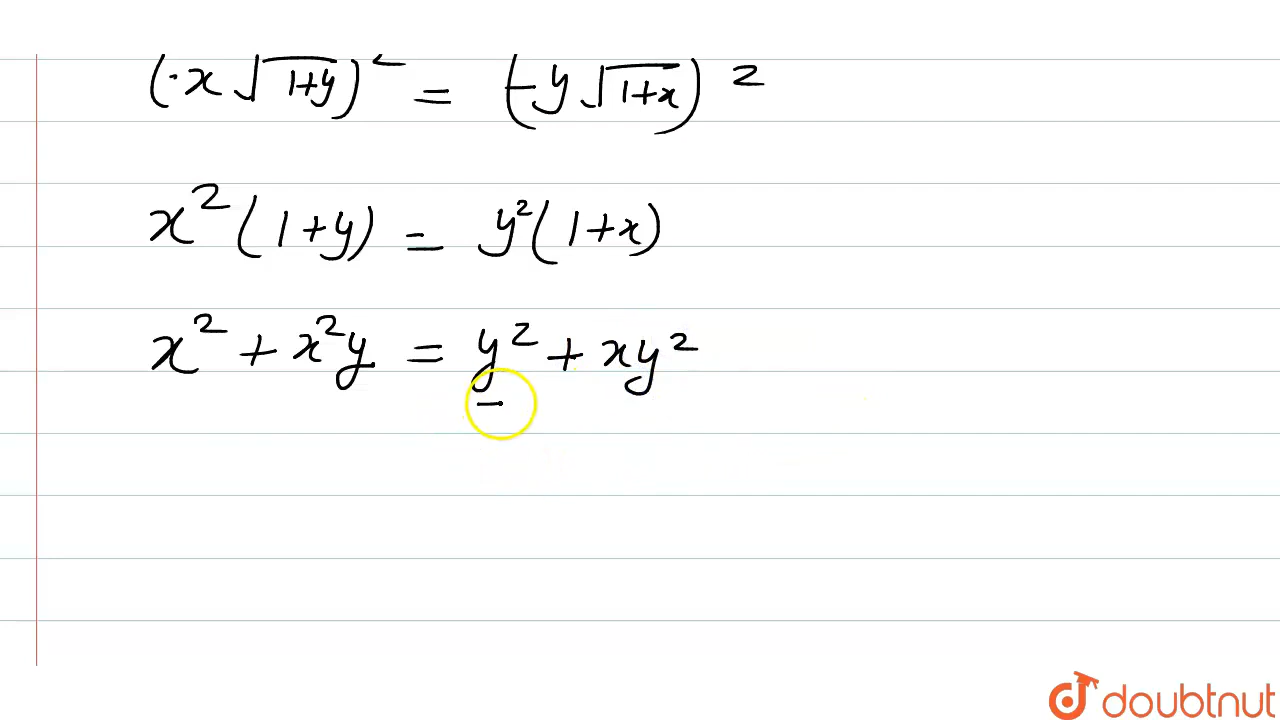 (·x√(1+y))² = (-y√(1+x))²
x²(1+y) = y²(1+x)
x² + x²y = y² + xy²
doubtnut